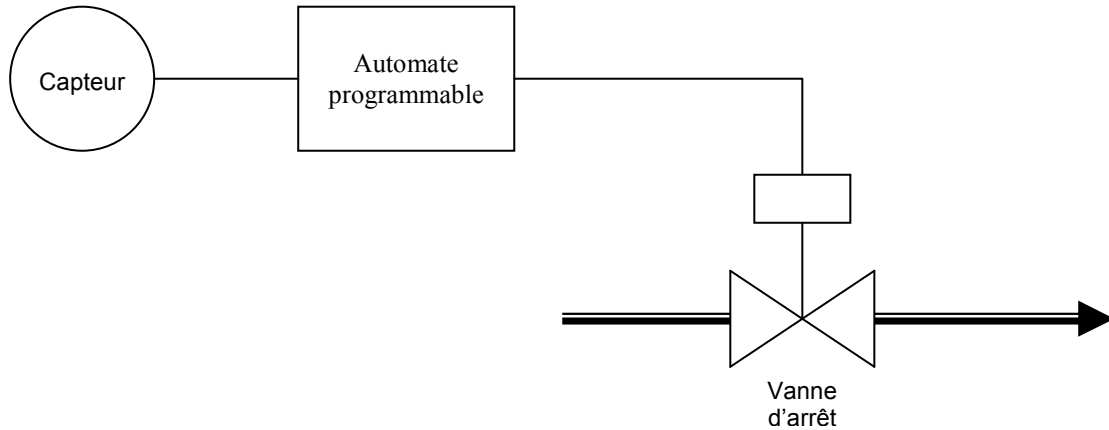 Capteur
Automate
programmable
Vanne
d’arrêt